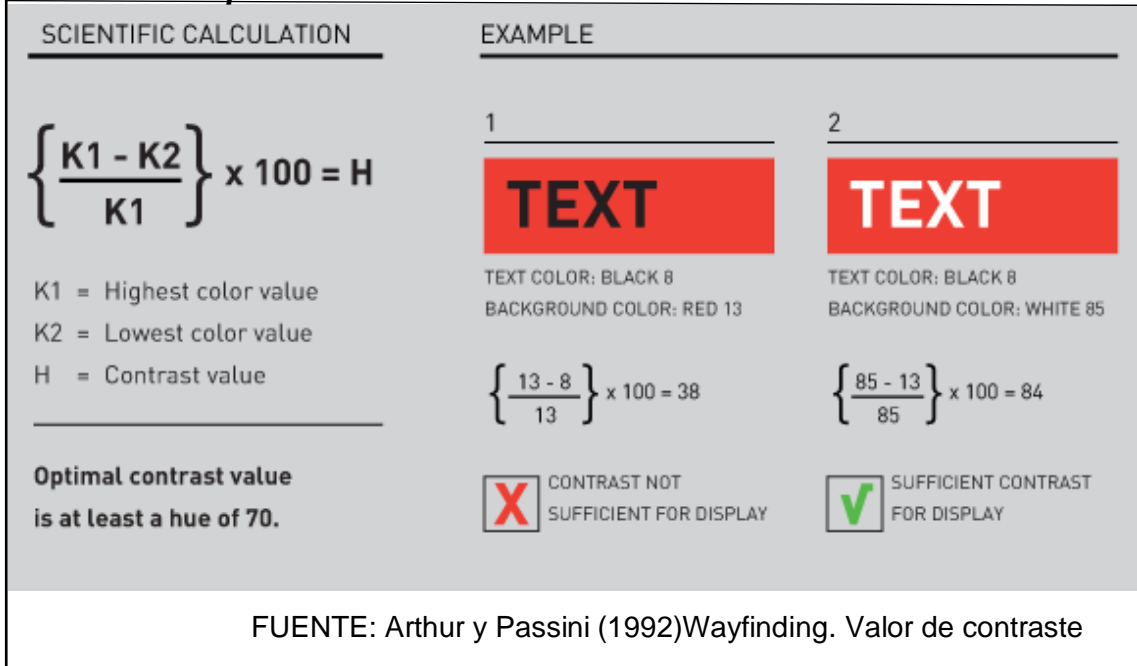 SCIENTIFIC CALCULATION
{K1 - K2 / K1} x 100 = H
K1 = Highest color value
K2 = Lowest color value
H = Contrast value
Optimal contrast value
is at least a hue of 70.
EXAMPLE
1
TEXT
TEXT COLOR: BLACK 8
BACKGROUND COLOR: RED 13
{13 - 8 / 13} x 100 = 38
X CONTRAST NOT
SUFFICIENT FOR DISPLAY
2
TEXT
TEXT COLOR: BLACK 8
BACKGROUND COLOR: WHITE 85
{85 - 13 / 85} x 100 = 84
√ SUFFICIENT CONTRAST
FOR DISPLAY
FUENTE: Arthur y Passini (1992)Wayfinding. Valor de contraste